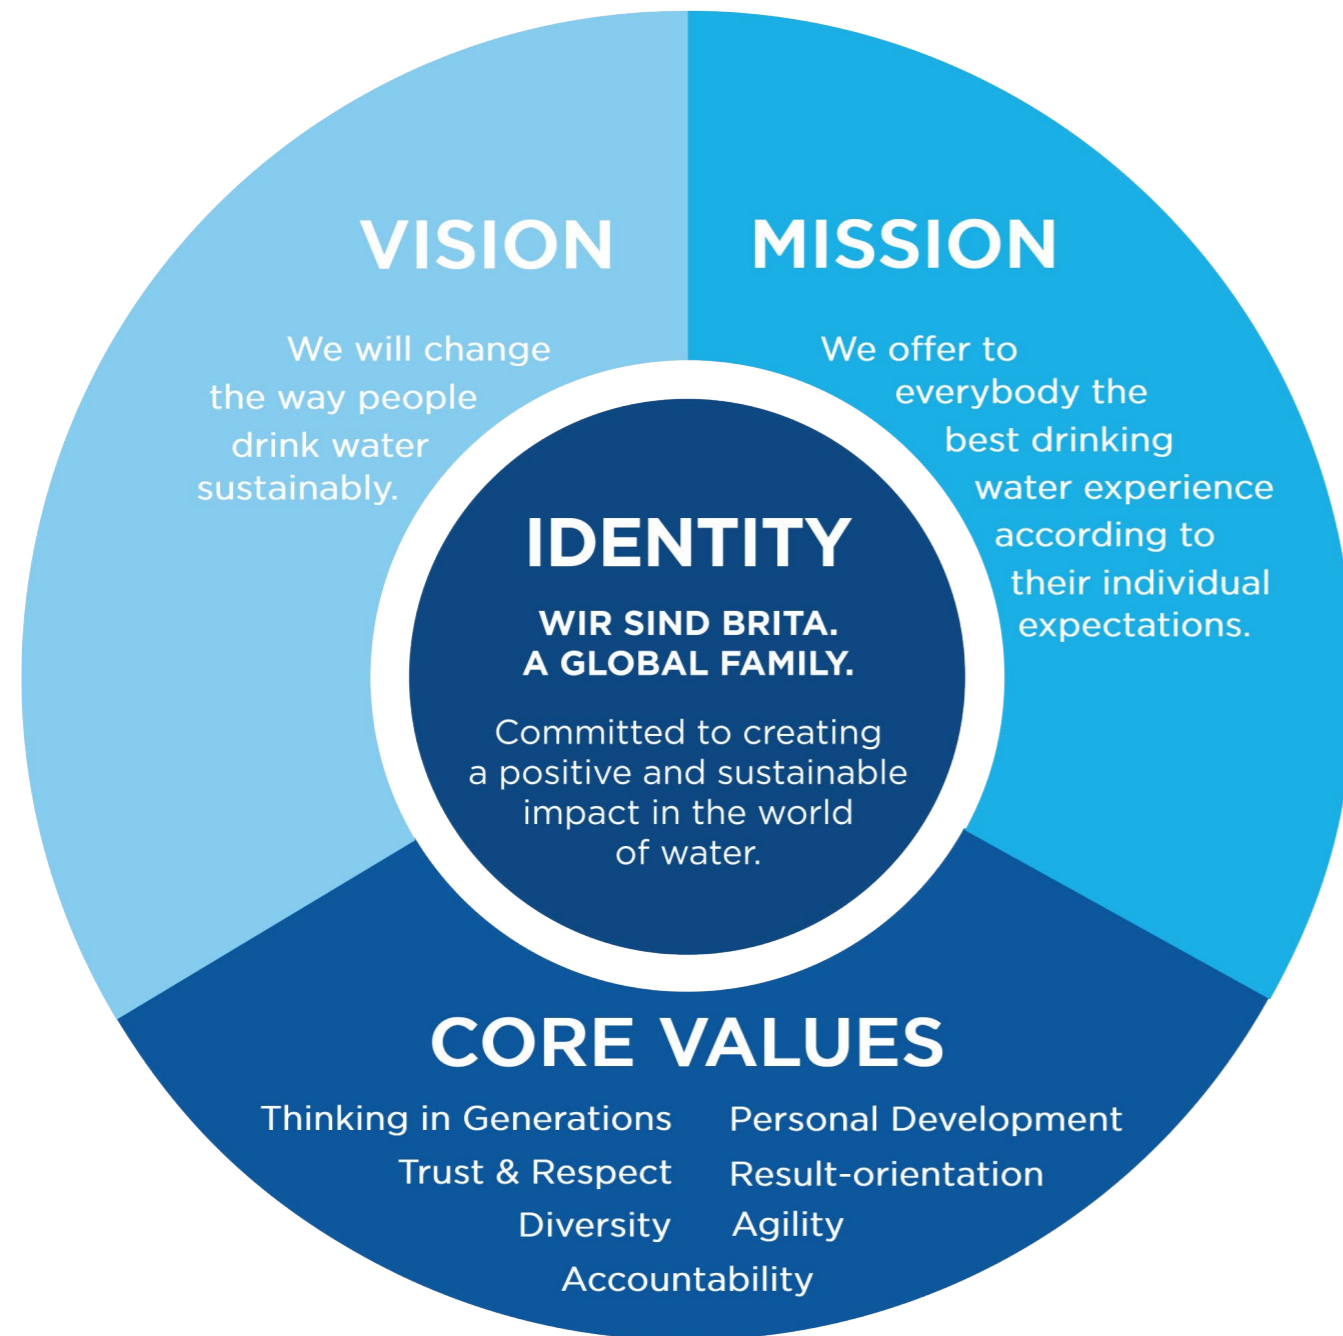 VISION
We will change
the way people
drink water
sustainably.
MISSION
We offer to
everybody the
best drinking
water experience
according to
their individual
expectations.
IDENTITY
WIR SIND BRITA.
A GLOBAL FAMILY.
Committed to creating
a positive and sustainable
impact in the world
of water.
CORE VALUES
Thinking in Generations
Personal Development
Trust & Respect
Result-orientation
Diversity
Agility
Accountability